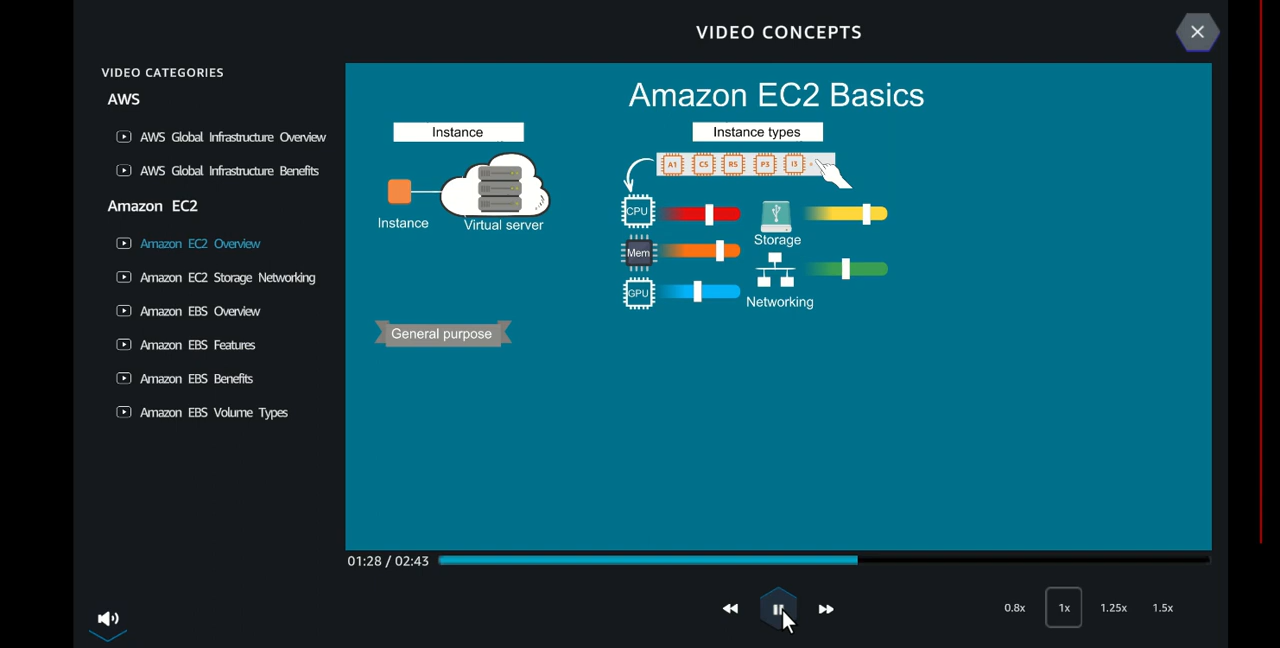 VIDEO CONCEPTS
VIDEO CATEGORIES
AWS
AWS Global Infrastructure Overview
AWS Global Infrastructure Benefits
Amazon EC2
Amazon EC2 Overview
Amazon EC2 Storage Networking
Amazon EBS Overview
Amazon EBS Features
Amazon EBS Benefits
Amazon EBS Volume Types
Amazon EC2 Basics
Instance
Instance
Virtual server
Instance types
A1 C5 R5 P3 I3
CPU
Mem
GPU
Storage
Networking
General purpose
01:28 / 02:43
0.8x 1x 1.25x 1.5x